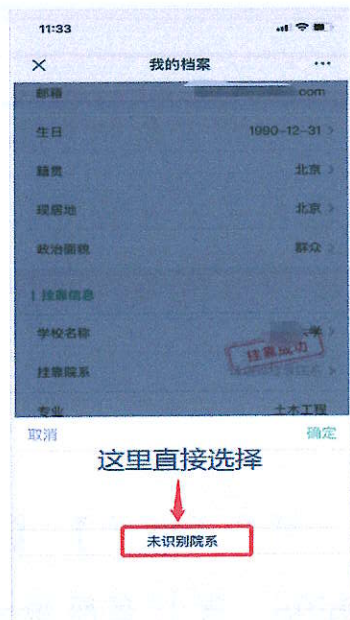 11:33
我的档案
邮箱 com
生日 1990-12-31 >
籍贯 北京 >
现居地 北京 >
政治面貌 群众 >
挂靠信息
学校名称 学 >
挂靠成功
挂靠院系
专业 土木工程
取消 确定
这里直接选择
未识别院系